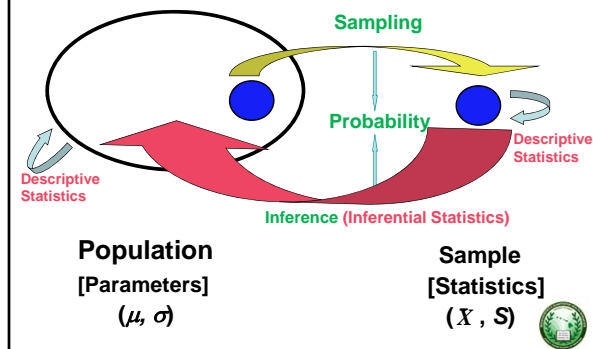 Sampling
Probability
Descriptive
Statistics
Descriptive
Statistics
Inference (Inferential Statistics)
Population
[Parameters]
(μ, σ)
Sample
[Statistics]
(X , S)